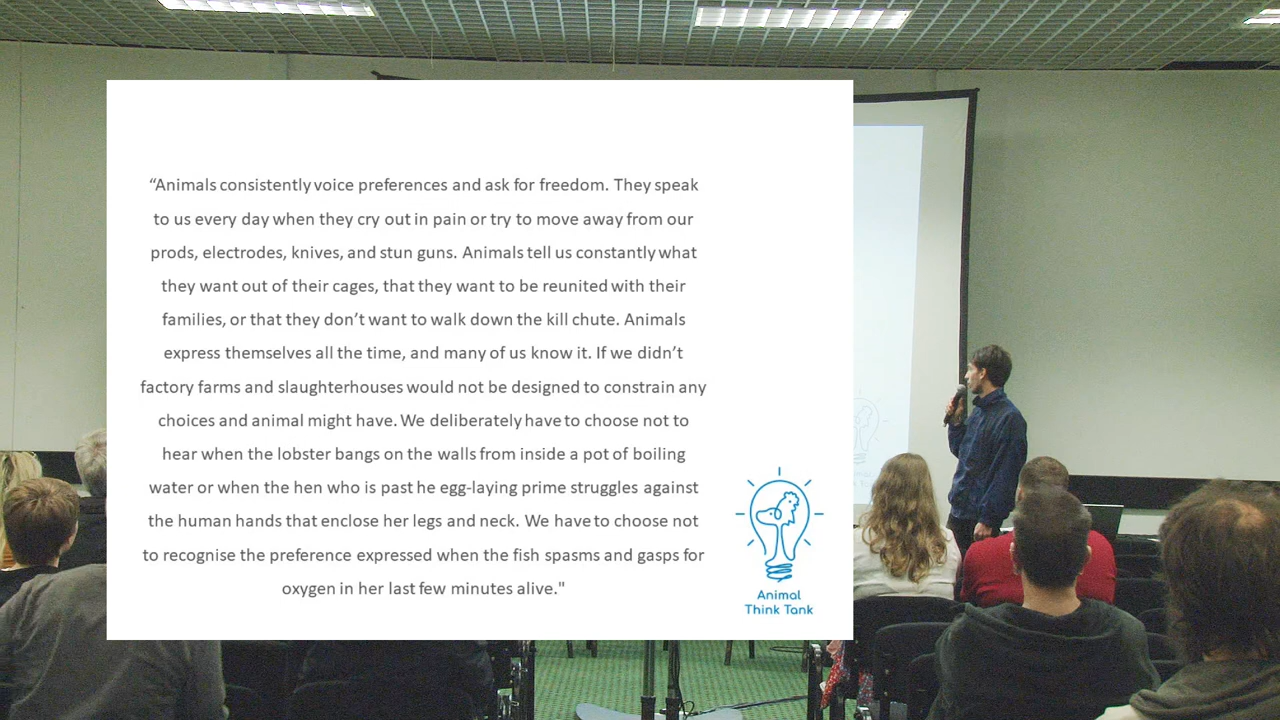 “Animals consistently voice preferences and ask for freedom. They speak
to us every day when they cry out in pain or try to move away from our
prods, electrodes, knives, and stun guns. Animals tell us constantly what
they want out of their cages, that they want to be reunited with their
families, or that they don’t want to walk down the kill chute. Animals
express themselves all the time, and many of us know it. If we didn’t
factory farms and slaughterhouses would not be designed to constrain any
choices and animal might have. We deliberately have to choose not to
hear when the lobster bangs on the walls from inside a pot of boiling
water or when the hen who is past he egg-laying prime struggles against
the human hands that enclose her legs and neck. We have to choose not
to recognise the preference expressed when the fish spasms and gasps for
oxygen in her last few minutes alive."
Animal
Think Tank